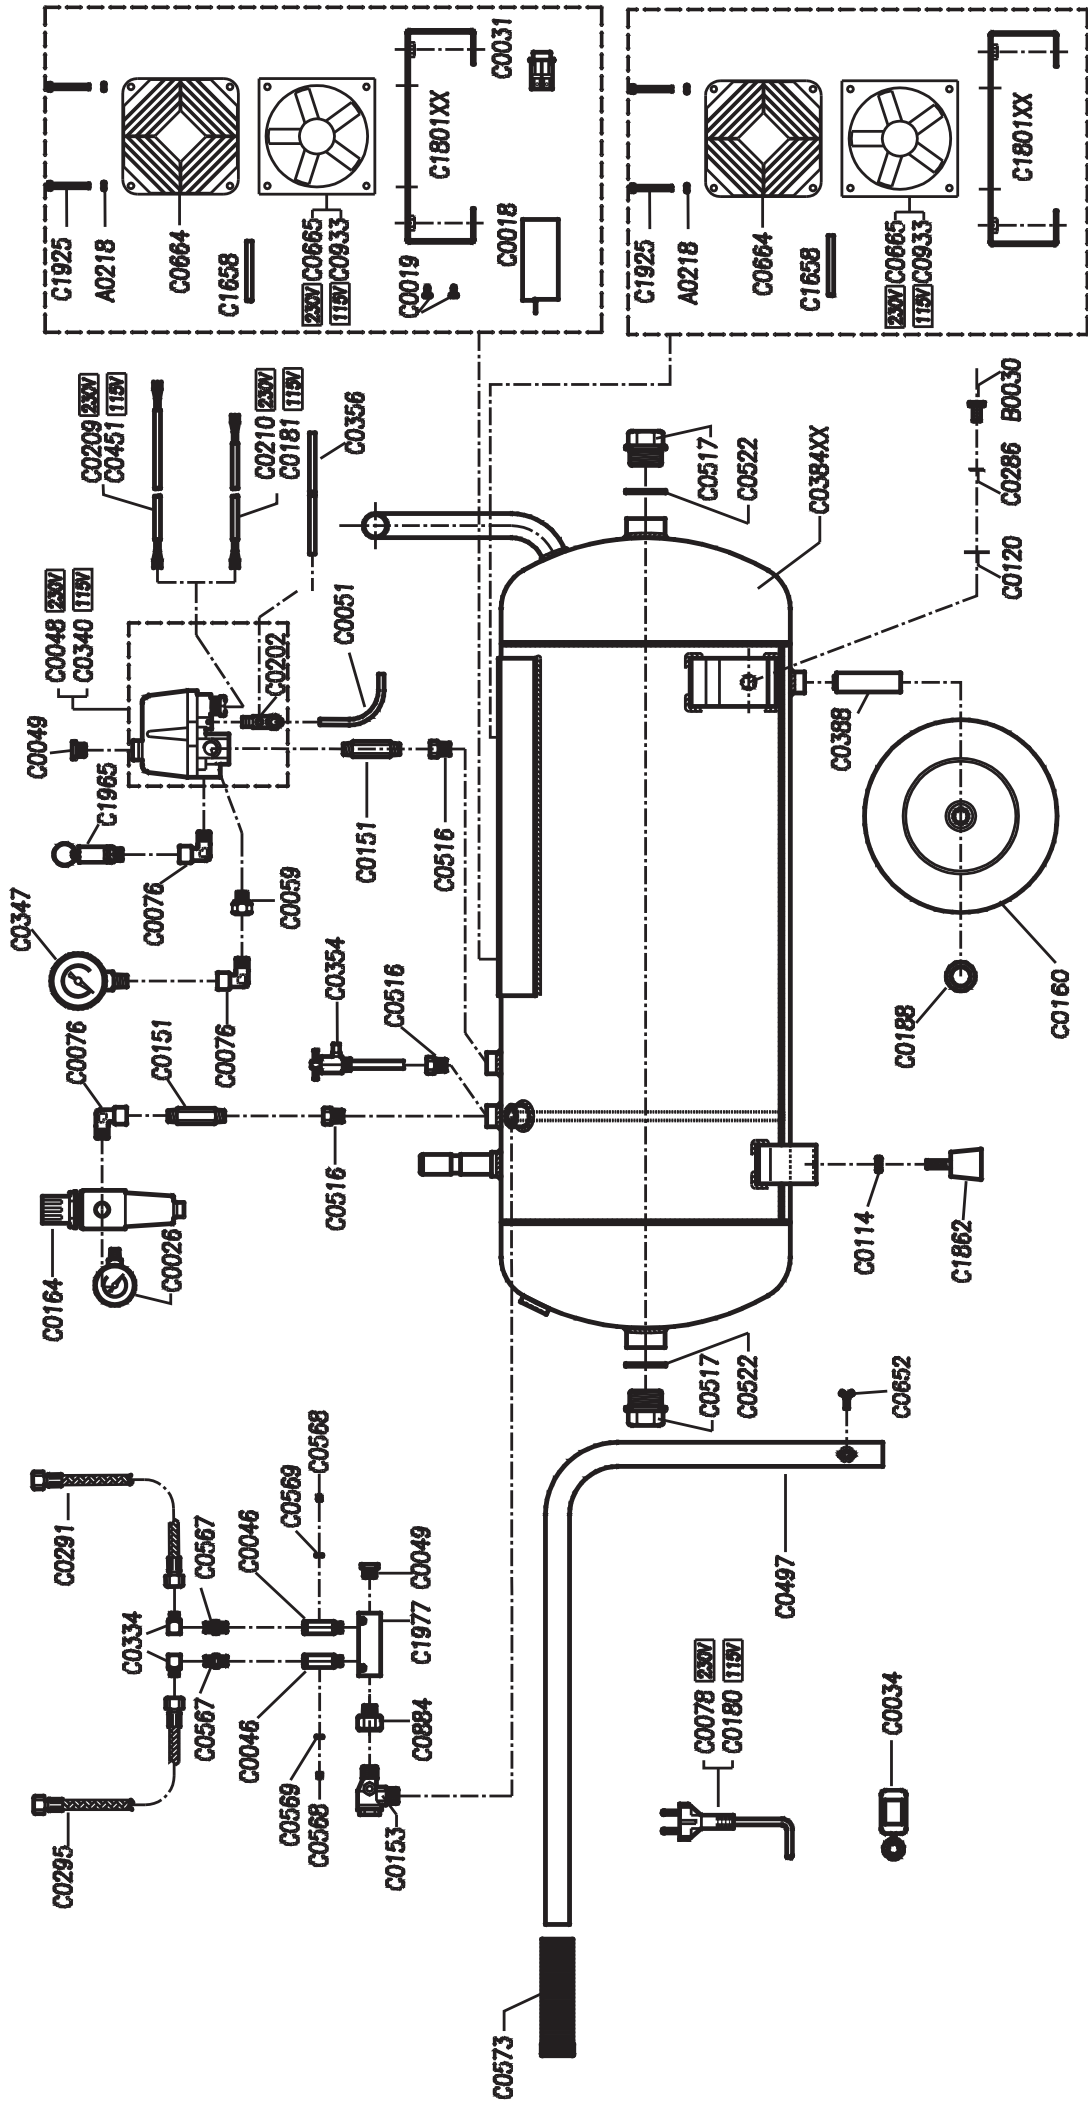 C0573
C0295
C0291
C0334
C0567
C0567
C0046
C0046
C0569
C0568
C0569
C0568
C0049
C1977
C0884
C0153
C0078 230V
C0180 115V
C0034
C0497
C0652
C0164
C0026
C0076
C0151
C0516
C0347
C0076
C0059
C0354
C0516
C1965
C0076
C0049
C0048 230V
C0340 115V
C0202
C0051
C0151
C0516
C0209 230V
C0451 115V
C0210 230V
C0181 115V
C0356
C0517
C0522
C0517
C0522
C0384XX
C0114
C1862
C0188
C0160
C0388
C0120
C0286
B0030
C1925
A0218
C0664
C1658
230V C0665
115V C0933
C0019
C1801XX
C0018
C0031
C1925
A0218
C0664
C1658
230V C0665
115V C0933
C1801XX